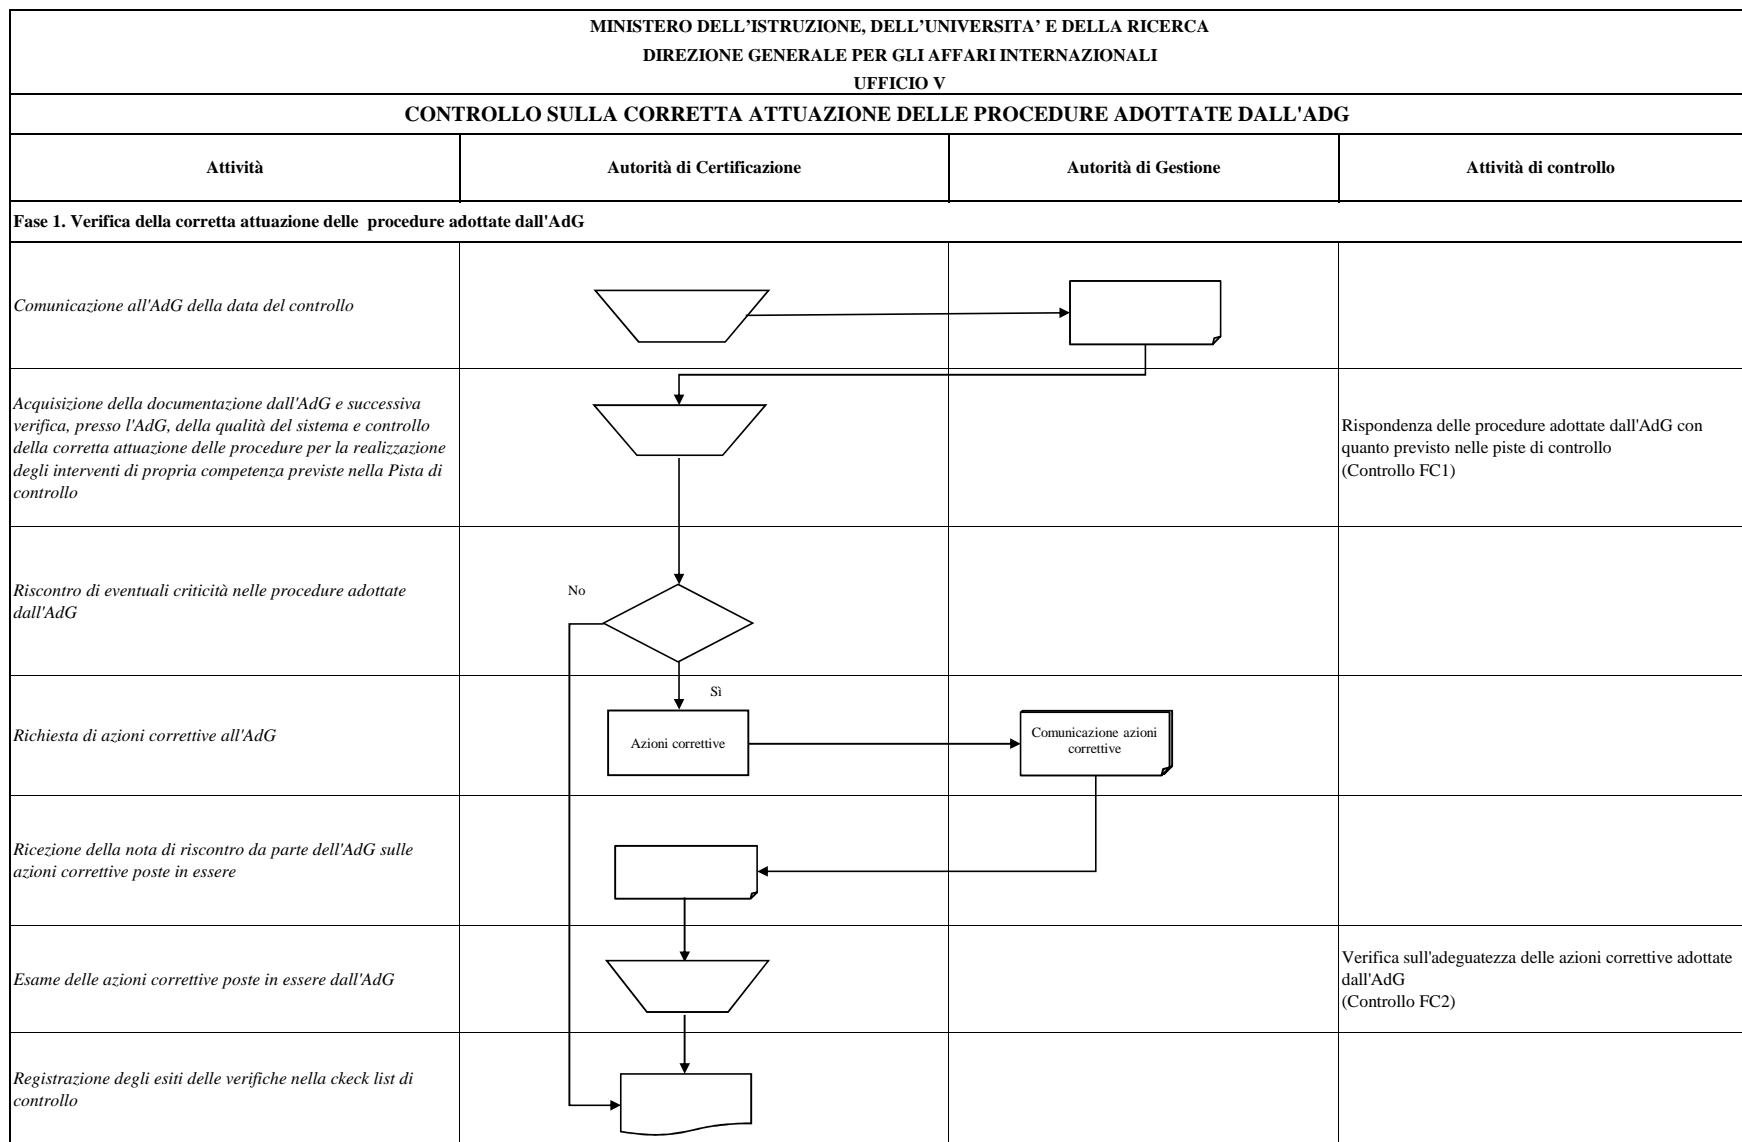 MINISTERO DELL’ISTRUZIONE, DELL’UNIVERSITA’ E DELLA RICERCA
DIREZIONE GENERALE PER GLI AFFARI INTERNAZIONALI
UFFICIO V
CONTROLLO SULLA CORRETTA ATTUAZIONE DELLE PROCEDURE ADOTTATE DALL'ADG
Attività
Autorità di Certificazione
Autorità di Gestione
Attività di controllo
Fase 1. Verifica della corretta attuazione delle procedure adottate dall'AdG
Comunicazione all'AdG della data del controllo
Acquisizione della documentazione dall'AdG e successiva
verifica, presso l'AdG, della qualità del sistema e controllo
della corretta attuazione delle procedure per la realizzazione
degli interventi di propria competenza previste nella Pista di
controllo
Rispondenza delle procedure adottate dall'AdG con
quanto previsto nelle piste di controllo
(Controllo FC1)
Riscontro di eventuali criticità nelle procedure adottate
dall'AdG
No
Sì
Richiesta di azioni correttive all'AdG
Azioni correttive
Comunicazione azioni
correttive
Ricezione della nota di riscontro da parte dell'AdG sulle
azioni correttive poste in essere
Esame delle azioni correttive poste in essere dall'AdG
Verifica sull'adeguatezza delle azioni correttive adottate
dall'AdG
(Controllo FC2)
Registrazione degli esiti delle verifiche nella ckeck list di
controllo